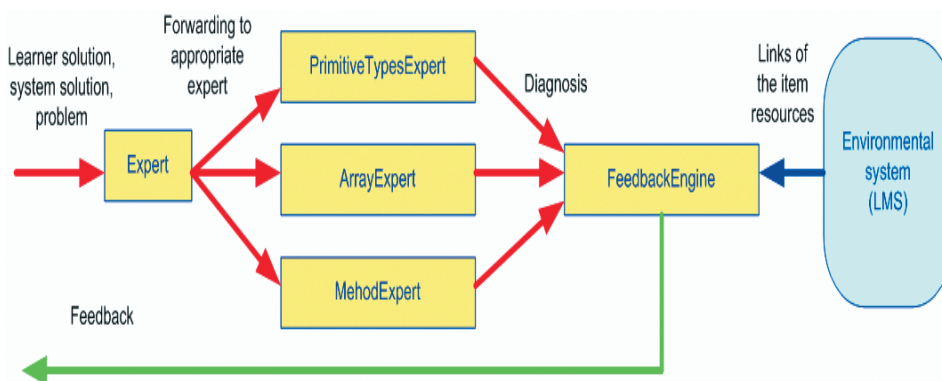 Learner solution,
system solution,
problem
Forwarding to
appropriate
expert
Expert
PrimitiveTypesExpert
ArrayExpert
MehodExpert
Diagnosis
FeedbackEngine
Links of
the item
resources
Environmental
system
(LMS)
Feedback